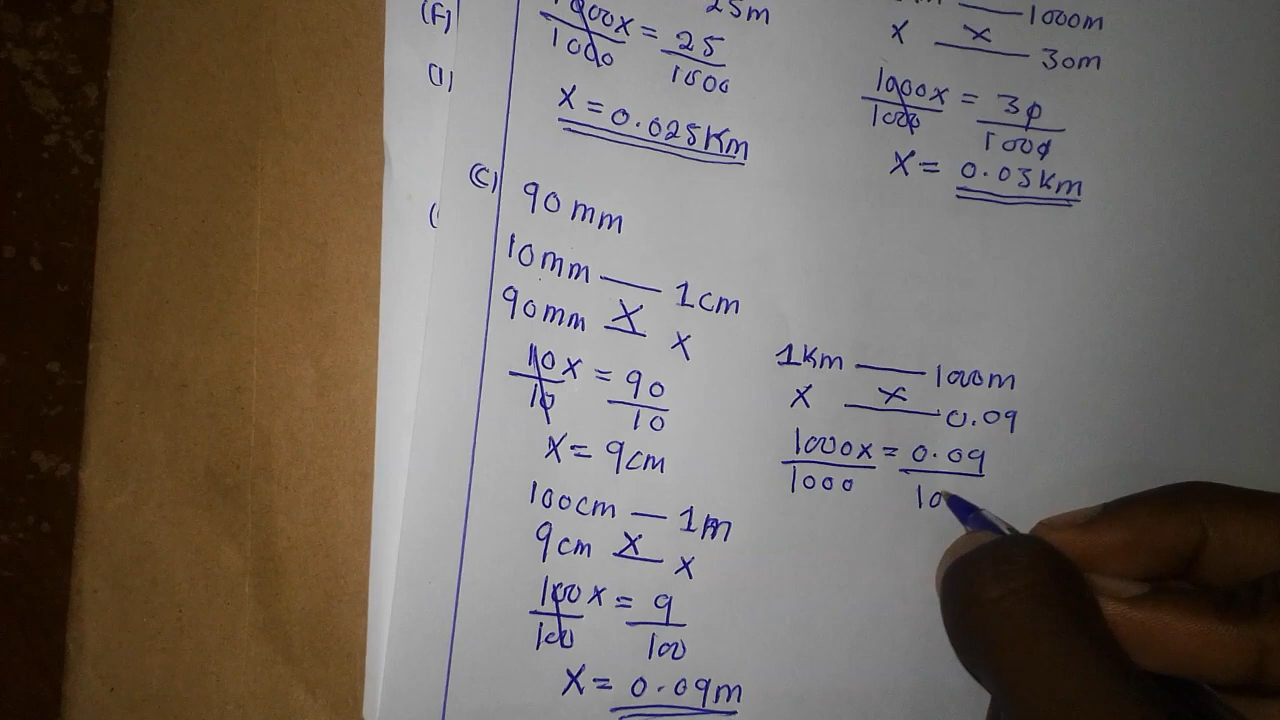 (F)
25m
1000x = 25
1000 1000
x = 0.025Km
(1)
1000m
x x 30m
1000x = 30
1000 1000
x = 0.03Km
(C)
90mm
10mm — 1cm
90mm x x
10x = 90
10 10
x = 9cm
100cm — 1m
9cm x x
100x = 9
100 100
x = 0.09m
1Km — 1000m
x x 0.09
1000x = 0.09
1000 10